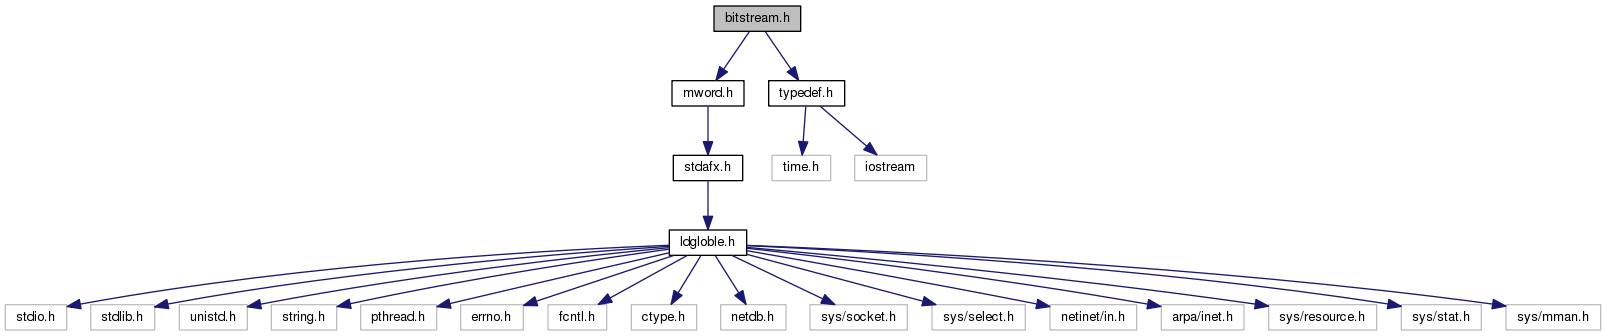 bitstream.h
mword.h
typedef.h
stdafx.h
time.h
iostream
ldgloble.h
stdio.h
stdlib.h
unistd.h
string.h
pthread.h
errno.h
fcntl.h
ctype.h
netdb.h
sys/socket.h
sys/select.h
netinet/in.h
arpa/inet.h
sys/resource.h
sys/stat.h
sys/mman.h